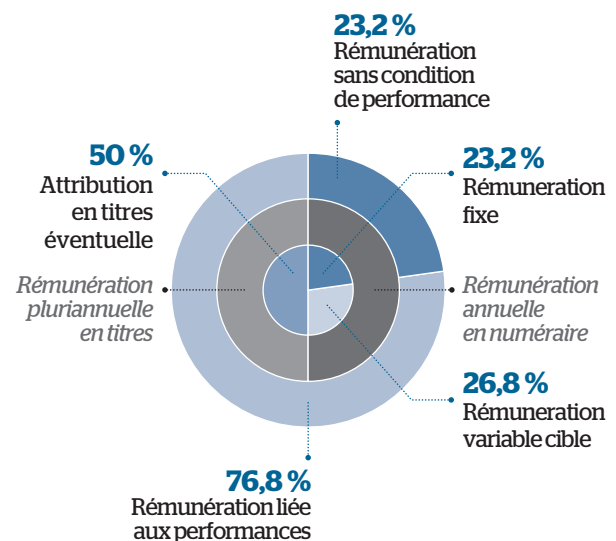 23,2 %
Rémunération
sans condition
de performance
50 %
Attribution
en titres
éventuelle
23,2 %
Rémuneration
fixe
Rémunération
pluriannuelle
en titres
Rémunération
annuelle
en numéraire
26,8 %
Rémuneration
variable cible
76,8 %
Rémunération liée
aux performances